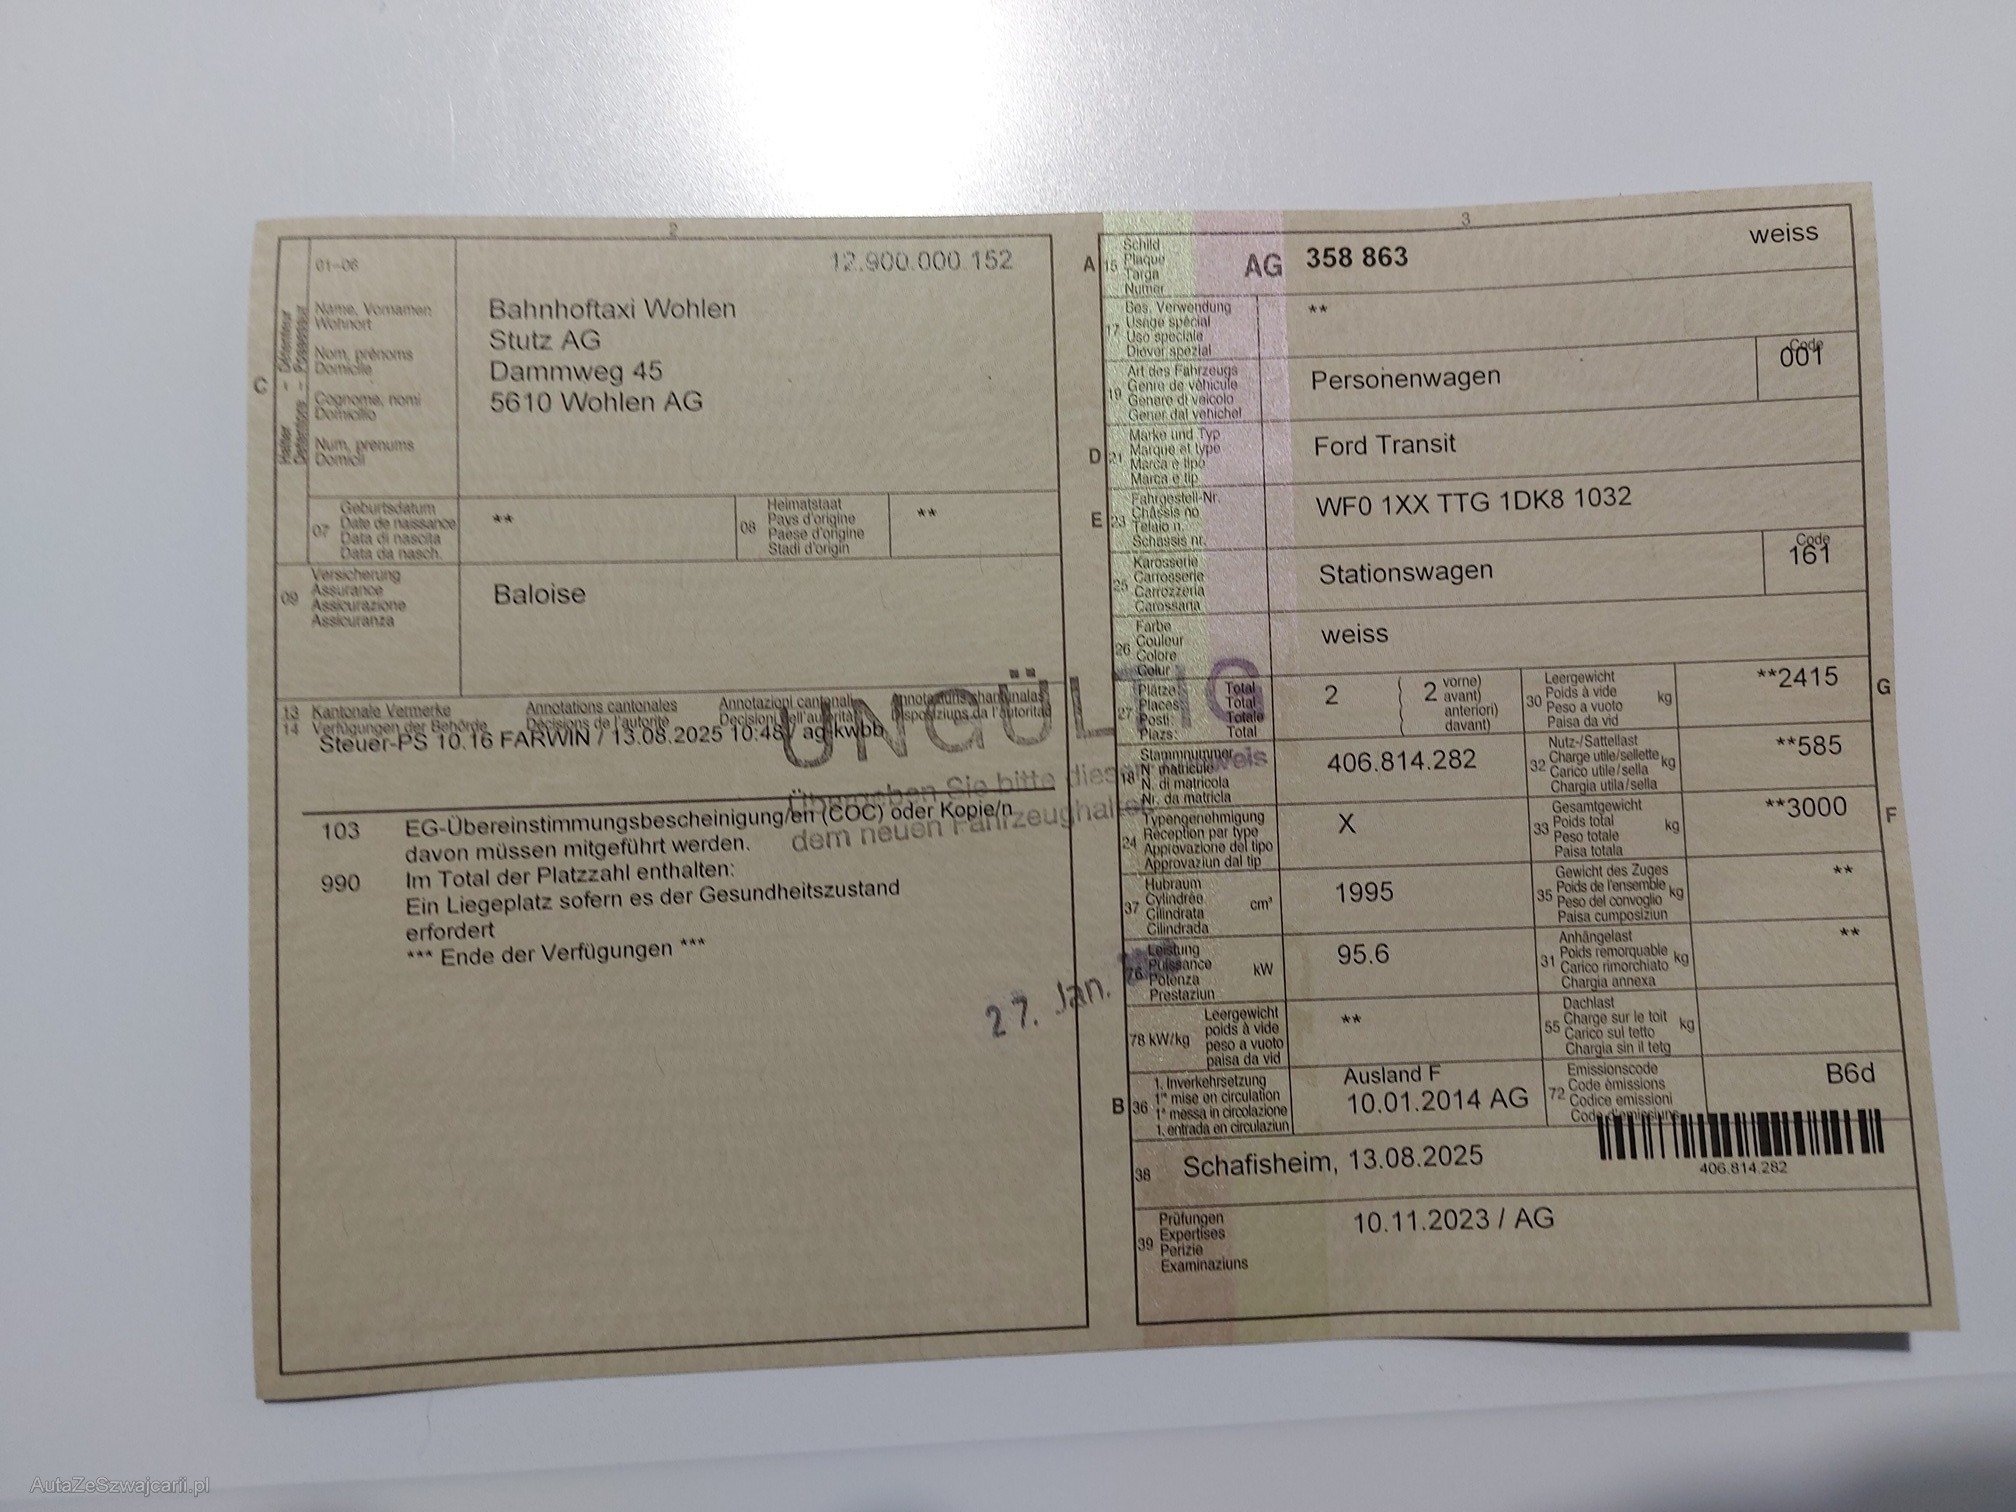 2
01-06
12.900.000.152
C
Halter - Détenteur
Detentore - Possessur
Name, Vornamen
Wohnort
Nom, prénoms
Domicile
Cognome, nomi
Domicilio
Num, prenums
Domicil
Bahnhoftaxi Wohlen
Stutz AG
Dammweg 45
5610 Wohlen AG
07
Geburtsdatum
Date de naissance
Data di nascita
Data da nasch.
**
08
Heimatstaat
Pays d'origine
Paese d'origine
Stadi d'origin
**
09
Versicherung
Assurance
Assicurazione
Assicuranza
Baloise
13 Kantonale Vermerke
14 Verfügungen der Behörde
Annotations cantonales
Décisions de l'autorité
Annotazioni cantonali
Decisioni dell'autorità
Annotaziuns chantunalas
Disposiziuns da l'autoritad
Steuer-PS 10.16 FARWIN / 13.08.2025 10:48 / ag-kwbb
UNGÜLTIG
Übergeben Sie bitte diesen Ausweis
dem neuen Fahrzeughalter
103 EG-Übereinstimmungsbescheinigung/en (COC) oder Kopie/n
davon müssen mitgeführt werden.
990 Im Total der Platzzahl enthalten:
Ein Liegeplatz sofern es der Gesundheitszustand
erfordert
*** Ende der Verfügungen ***
27. Jan.
3
A 15
Schild
Plaque
Targa
Numer
AG 358 863
weiss
17
Bes. Verwendung
Usage spécial
Uso speciale
Diever spezial
**
19
Art des Fahrzeugs
Genre de véhicule
Genere di veicolo
Gener dal vehichel
Personenwagen
Code
001
D 21
Marke und Typ
Marque et type
Marca e tipo
Marca e tip
Ford Transit
E 23
Fahrgestell-Nr.
Châssis no
Telaio n.
Schassis nr.
WF0 1XX TTG 1DK8 1032
25
Karosserie
Carrosserie
Carrozzeria
Carossaria
Stationswagen
Code
161
26
Farbe
Couleur
Colore
Colur
weiss
27
Plätze: Total
Places: Total
Posti: Totale
Plazs: Total
2
2
vorne)
avant)
anteriori)
davant)
30
Leergewicht
Poids à vide
Peso a vuoto
Paisa da vid
kg
**2415
G
18
Stammnummer
N° matricule
N. di matricola
Nr. da matricla
406.814.282
32
Nutz-/Sattellast
Charge utile/sellette
Carico utile/sella
Chargia utila/sella
kg
**585
24
Typengenehmigung
Réception par type
Approvazione del tipo
Approvaziun dal tip
X
33
Gesamtgewicht
Poids total
Peso totale
Paisa totala
kg
**3000
F
37
Hubraum
Cylindrée
Cilindrata
Cilindrada
cm³
1995
35
Gewicht des Zuges
Poids de l'ensemble
Peso del convoglio
Paisa cumposiziun
kg
**
76
Leistung
Puissance
Potenza
Prestaziun
kW
95.6
31
Anhängelast
Poids remorquable
Carico rimorchiato
Chargia annexa
kg
**
78 kW/kg
Leergewicht
poids à vide
peso a vuoto
paisa da vid
**
55
Dachlast
Charge sur le toit
Carico sul tetto
Chargia sin il tetg
kg
B 36
1. Inverkehrsetzung
1re mise en circulation
1a messa in circolazione
1. entrada en circulaziun
Ausland F
10.01.2014 AG
72
Emissionscode
Code émissions
Codice emissioni
Code d'emissiuns
B6d
38
Schafisheim, 13.08.2025
406.814.282
39
Prüfungen
Expertises
Perizie
Examinaziuns
10.11.2023 / AG
AutaZeSzwajcarii.pl